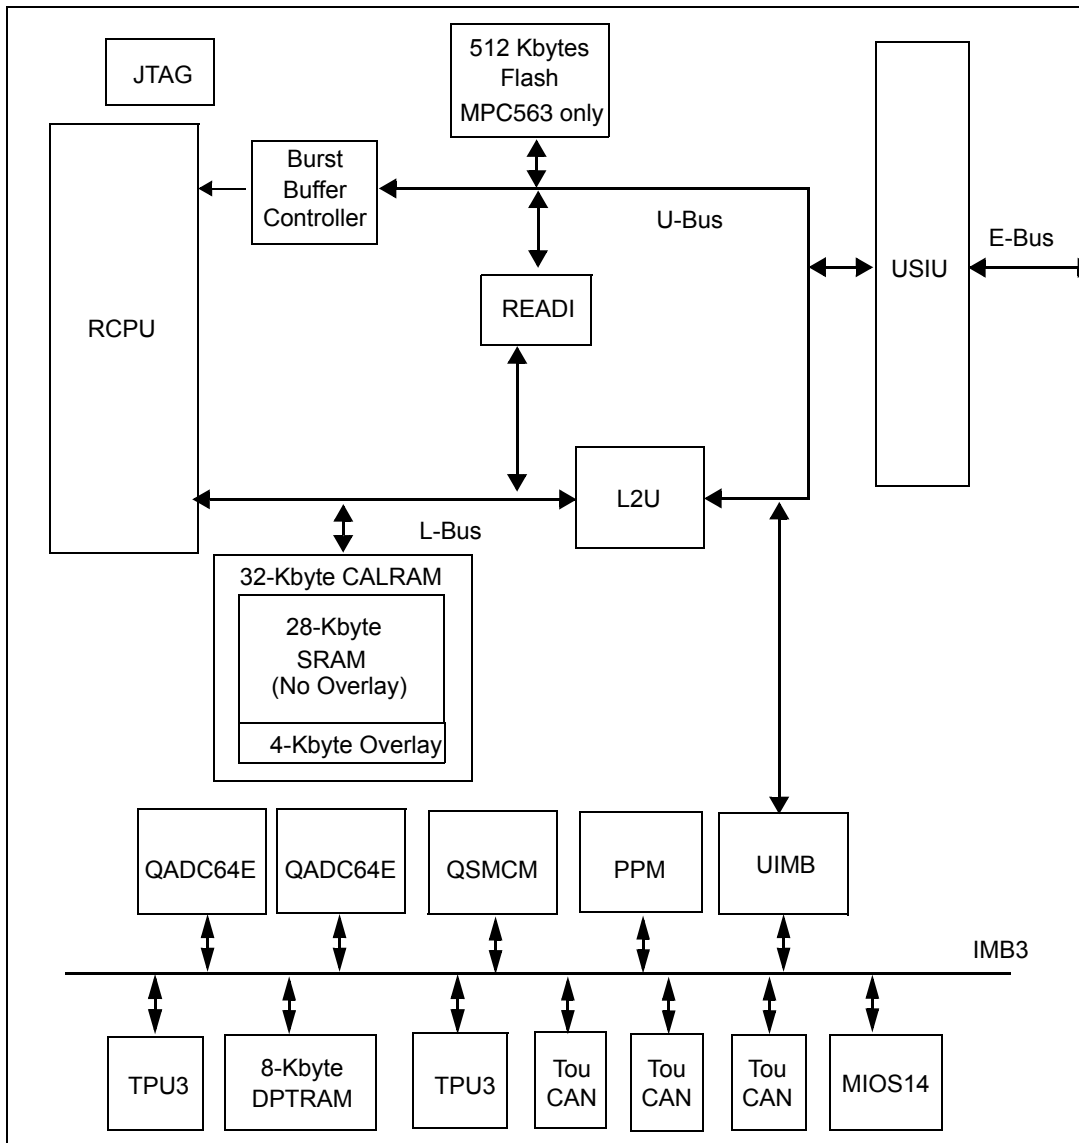 JTAG
512 Kbytes
Flash
MPC563 only
Burst
Buffer
Controller
U-Bus
E-Bus
USIU
READI
RCPU
L2U
L-Bus
32-Kbyte CALRAM
28-Kbyte
SRAM
(No Overlay)
4-Kbyte Overlay
QADC64E
QADC64E
QSMCM
PPM
UIMB
IMB3
TPU3
8-Kbyte
DPTRAM
TPU3
Tou
CAN
Tou
CAN
Tou
CAN
MIOS14